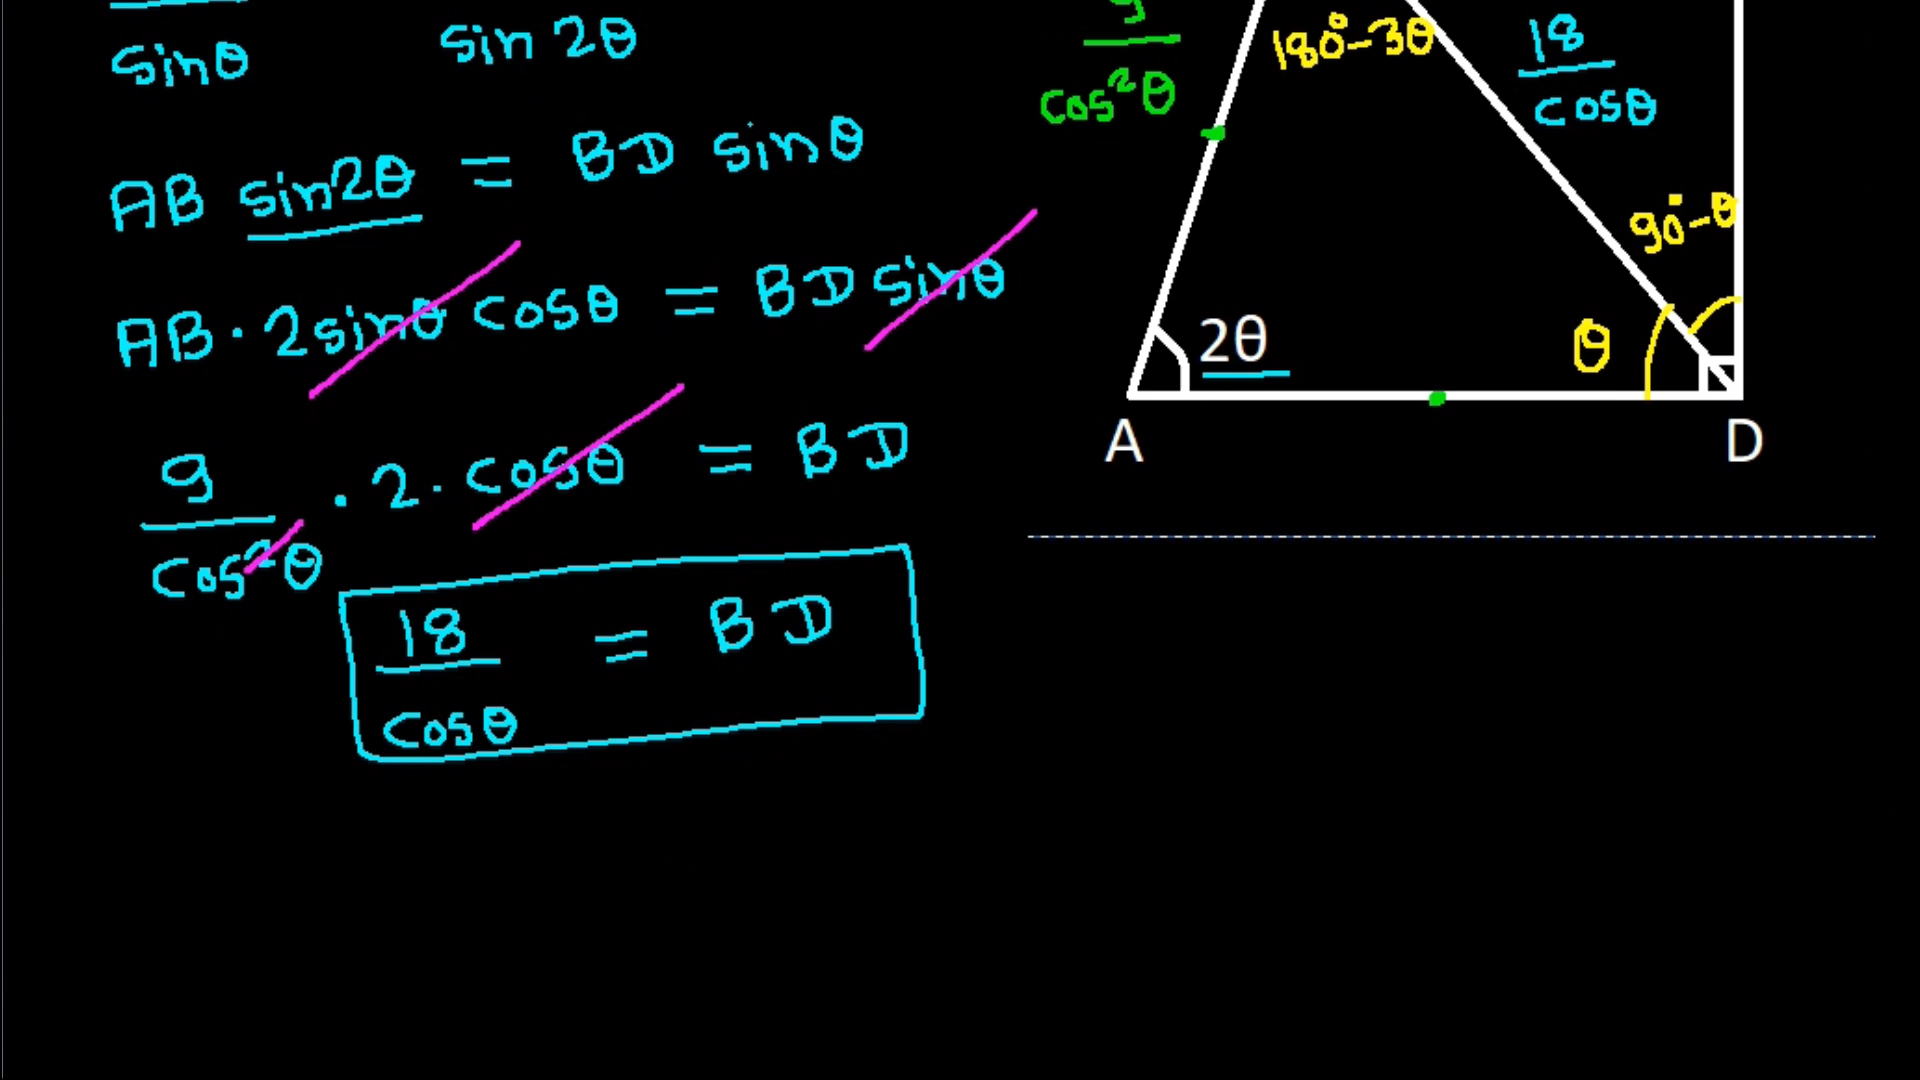 sinθ sin 2θ
AB sin2θ = BD sinθ
AB · 2sinθ cosθ = BD sinθ
9 · 2 · cosθ = BD
cos²θ
18 = BD
cosθ
cos²θ
180°-3θ
18
cosθ
90°-θ
2θ
θ
A
D